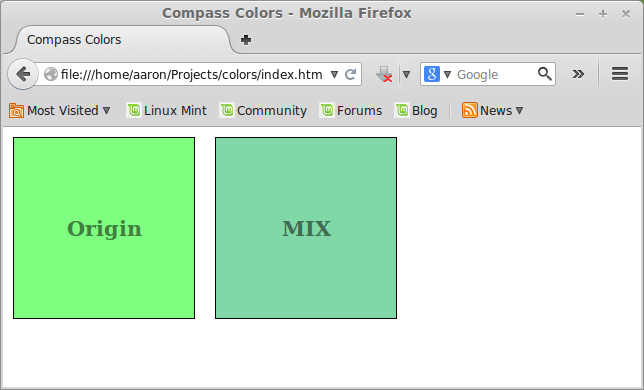 Compass Colors - Mozilla Firefox
Compass Colors
file:///home/aaron/Projects/colors/index.htm
Google
Most Visited Linux Mint Community Forums Blog News
Origin MIX